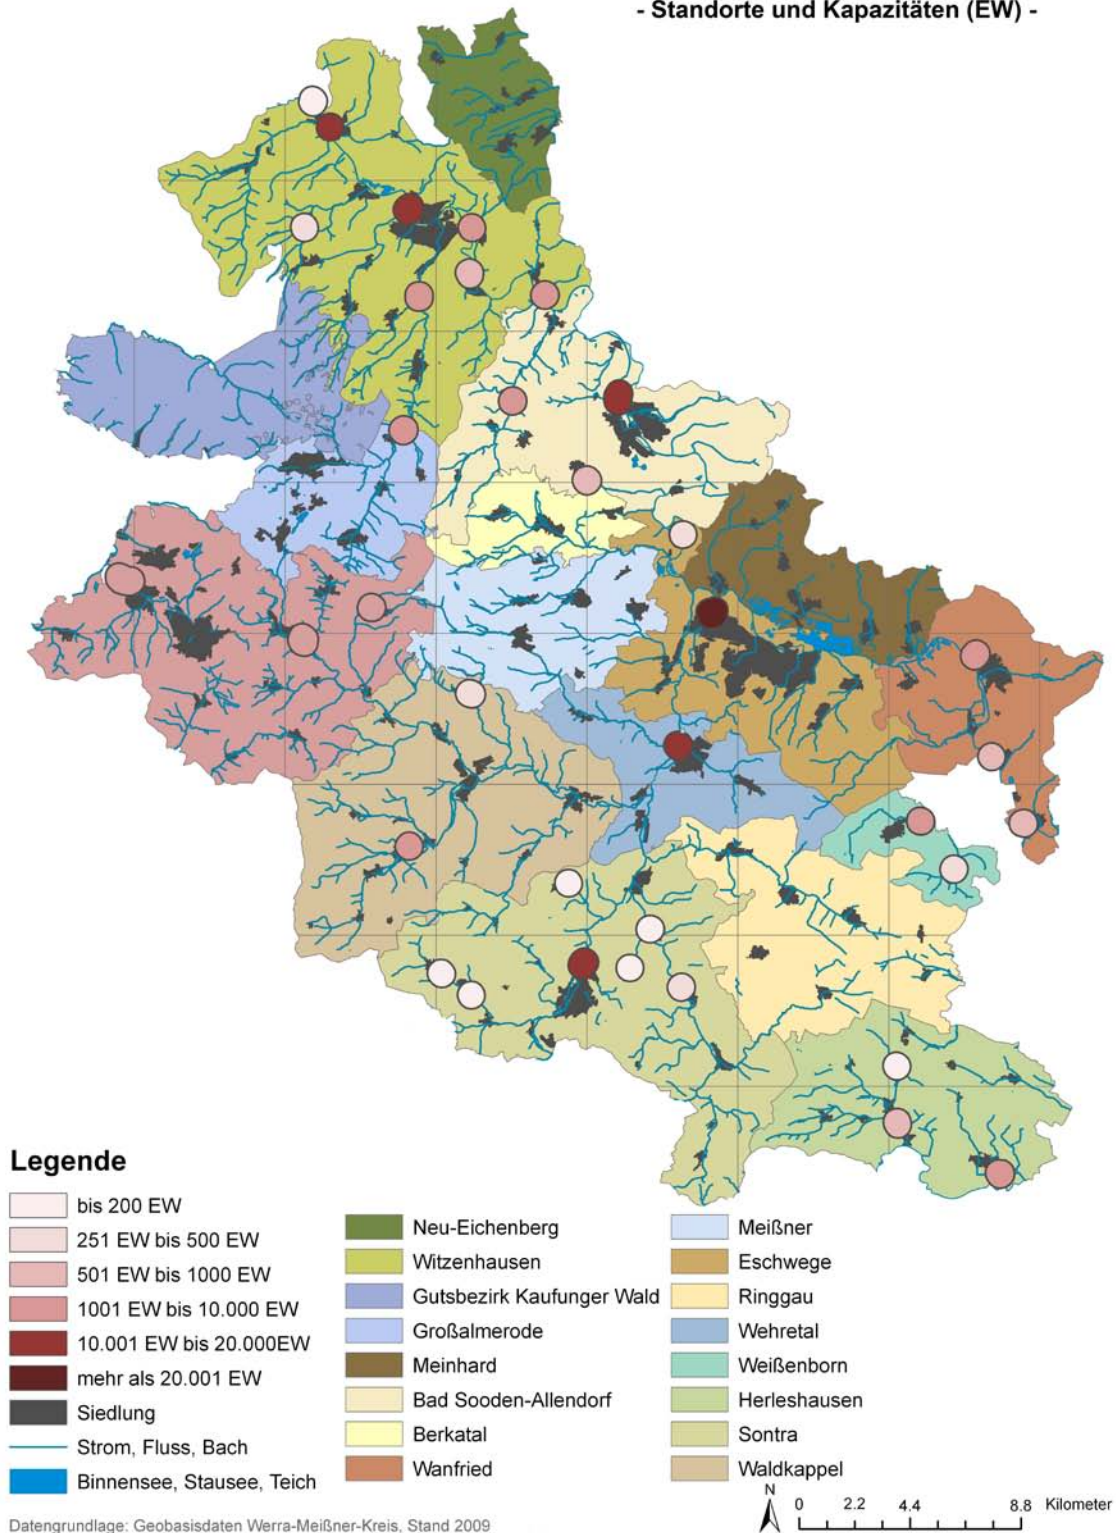 - Standorte und Kapazitäten (EW) -
Legende
bis 200 EW
251 EW bis 500 EW
501 EW bis 1000 EW
1001 EW bis 10.000 EW
10.001 EW bis 20.000EW
mehr als 20.001 EW
Siedlung
Strom, Fluss, Bach
Binnensee, Stausee, Teich
Neu-Eichenberg
Witzenhausen
Gutsbezirk Kaufunger Wald
Großalmerode
Meinhard
Bad Sooden-Allendorf
Berkatal
Wanfried
Meißner
Eschwege
Ringgau
Wehretal
Weißenborn
Herleshausen
Sontra
Waldkappel
N
0 2.2 4.4 8.8 Kilometer
Datengrundlage: Geobasisdaten Werra-Meißner-Kreis, Stand 2009